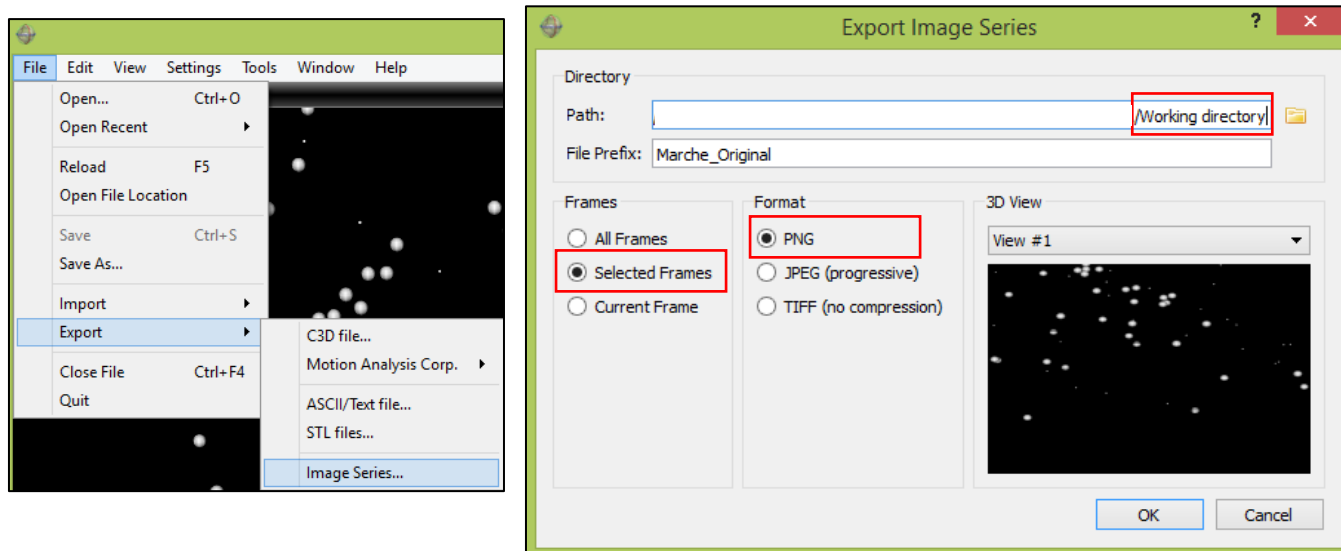 File Edit View Settings Tools Window Help
Open... Ctrl+O
Open Recent
Reload F5
Open File Location
Save Ctrl+S
Save As...
Import
Export
Close File Ctrl+F4
Quit
C3D file...
Motion Analysis Corp.
ASCII/Text file...
STL files...
Image Series...
Export Image Series
Directory
Path: /Working directory
File Prefix: Marche_Original
Frames
All Frames
Selected Frames
Current Frame
Format
PNG
JPEG (progressive)
TIFF (no compression)
3D View
View #1
OK Cancel